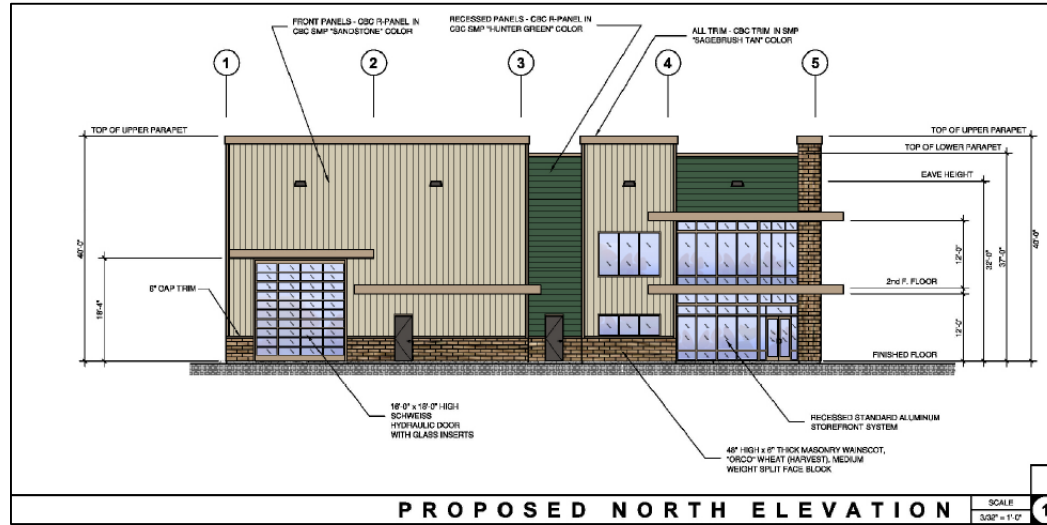 FRONT PANELS - CBC R-PANEL IN
CBC SMP "SANDSTONE" COLOR
RECESSED PANELS - CBC R-PANEL IN
CBC SMP "HUNTER GREEN" COLOR
ALL TRIM - CBC TRIM IN SMP
"SAGEBRUSH TAN" COLOR
1
2
3
4
5
TOP OF UPPER PARAPET
TOP OF UPPER PARAPET
TOP OF LOWER PARAPET
EAVE HEIGHT
40'-0"
18'-4"
6" CAP TRIM
12'-0"
32'-0"
37'-0"
40'-0"
2nd F. FLOOR
12'-0"
FINISHED FLOOR
16'-0" x 18'-0" HIGH
SCHWEISS
HYDRAULIC DOOR
WITH GLASS INSERTS
RECESSED STANDARD ALUMINUM
STOREFRONT SYSTEM
48" HIGH x 6" THICK MASONRY WAINSCOT,
"ORCO" WHEAT (HARVEST), MEDIUM
WEIGHT SPLIT FACE BLOCK
PROPOSED NORTH ELEVATION
SCALE
3/32" = 1'-0"
1